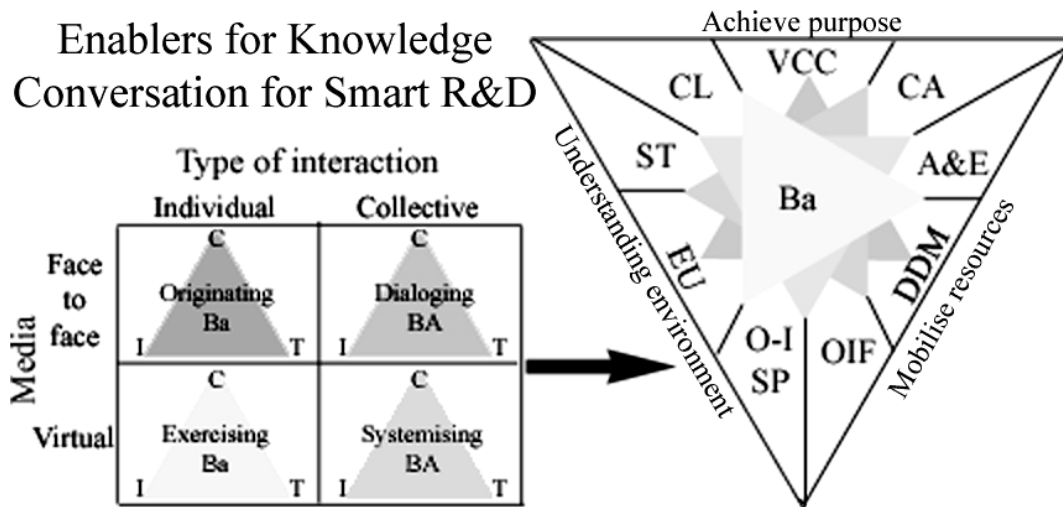 Enablers for Knowledge
Conversation for Smart R&D
Type of interaction
Individual
Collective
Media
Face
to
face
Virtual
C
Originating
Ba
I
T
C
Dialoging
BA
I
T
C
Exercising
Ba
I
T
C
Systemising
BA
I
T
Achieve purpose
Understanding environment
Mobilise resources
VCC
CL
CA
ST
A&E
Ba
EU
DDM
O-I
SP
OIF